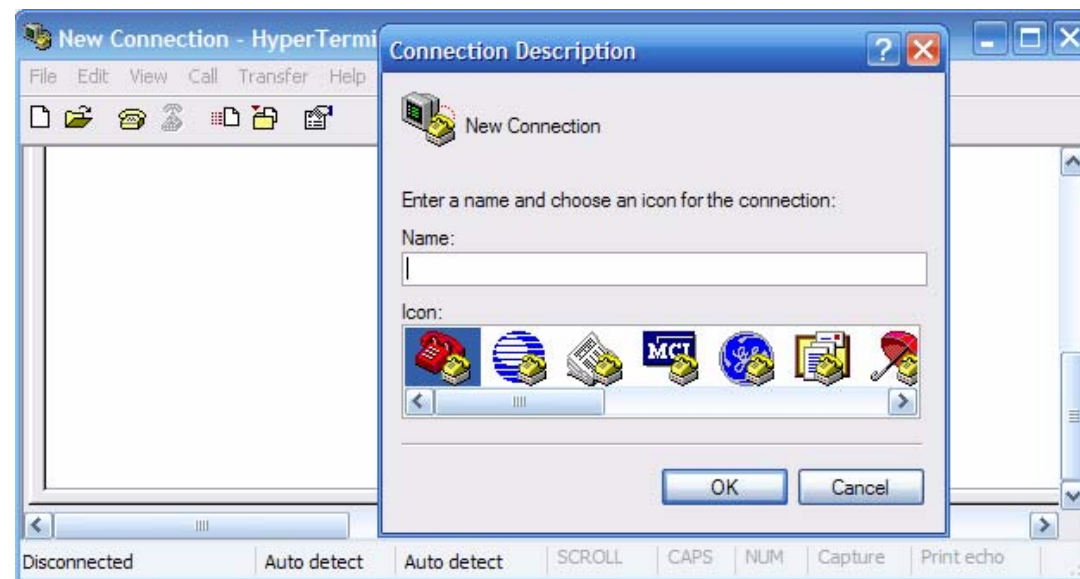 New Connection - HyperTermi
File Edit View Call Transfer Help
Connection Description
New Connection
Enter a name and choose an icon for the connection:
Name:
Icon:
MCI
OK Cancel
Disconnected Auto detect Auto detect SCROLL CAPS NUM Capture Print echo